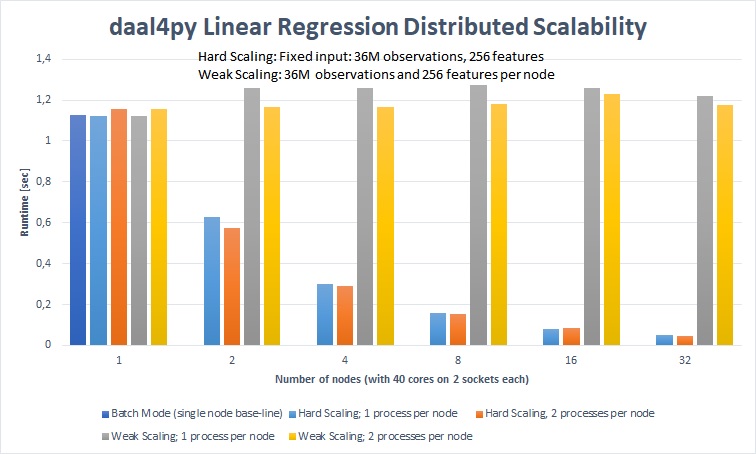 daal4py Linear Regression Distributed Scalability
Hard Scaling: Fixed input: 36M observations, 256 features
Weak Scaling: 36M observations and 256 features per node
1,4
1,2
1
0,8
0,6
0,4
0,2
0
Runtime [sec]
1 2 4 8 16 32
Number of nodes (with 40 cores on 2 sockets each)
Batch Mode (single node base-line) Hard Scaling; 1 process per node Hard Scaling, 2 processes per node
Weak Scaling; 1 process per node Weak Scaling; 2 processes per node